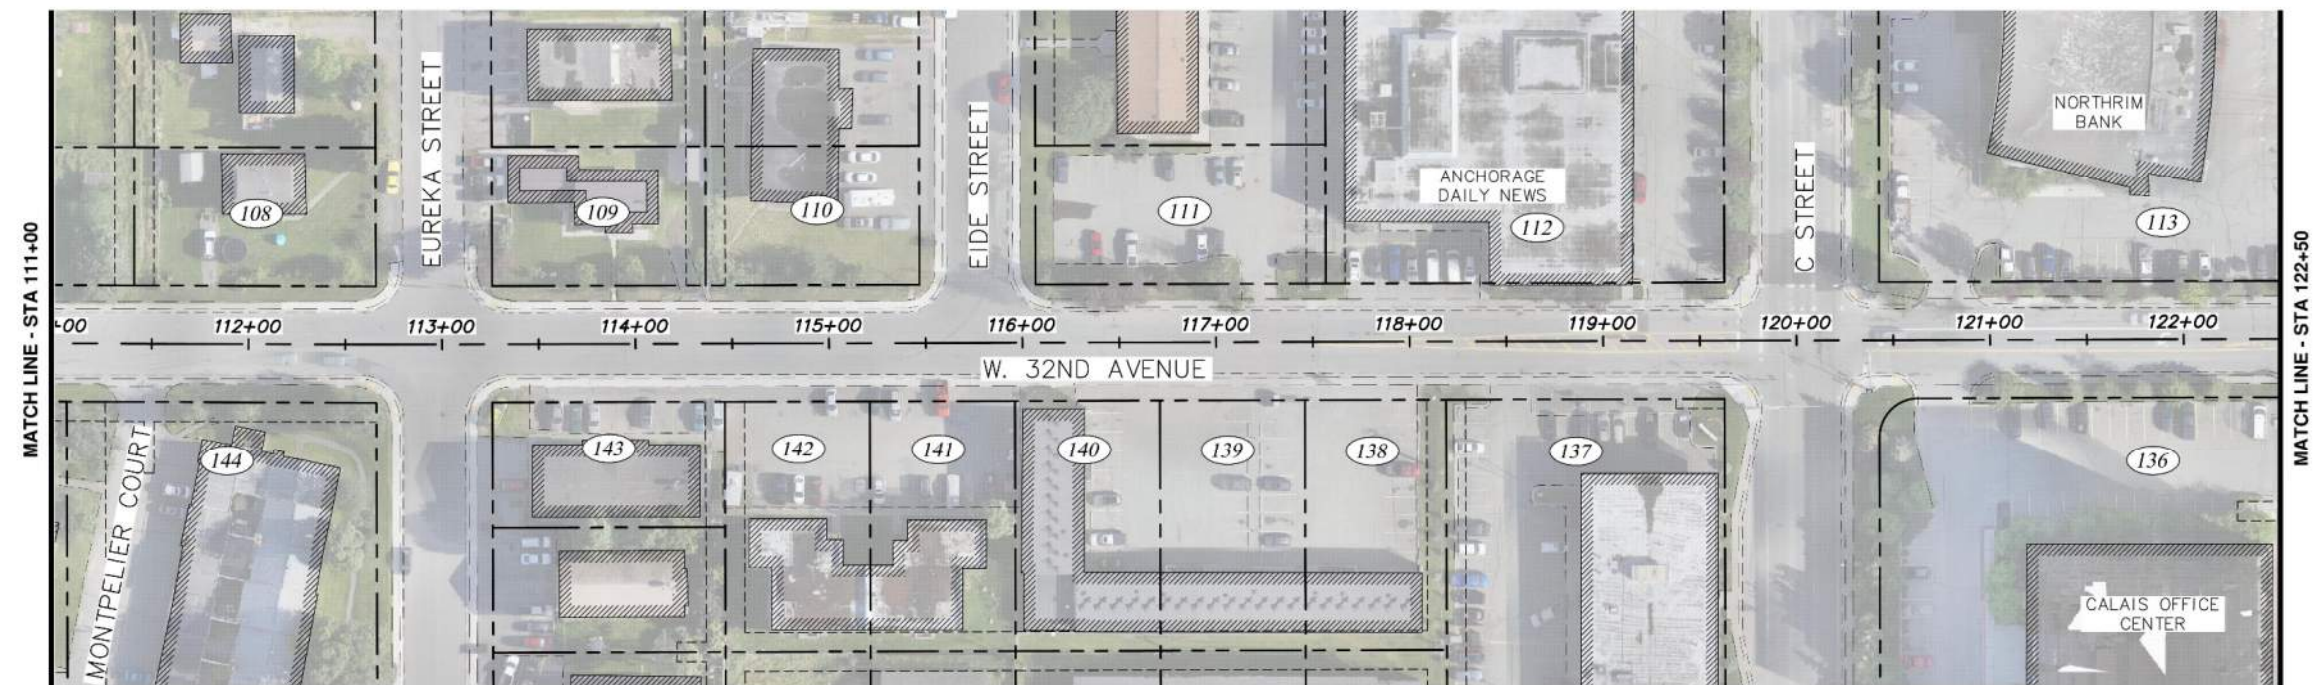 MATCH LINE - STA 111+00
EUREKA STREET
EIDE STREET
C STREET
NORTHRIM
BANK
ANCHORAGE
DAILY NEWS
108
109
110
111
112
113
MATCH LINE - STA 122+50
+00
112+00
113+00
114+00
115+00
116+00
117+00
118+00
119+00
120+00
121+00
122+00
W. 32ND AVENUE
MONTPELIER COURT
144
143
142
141
140
139
138
137
136
CALAIS OFFICE
CENTER